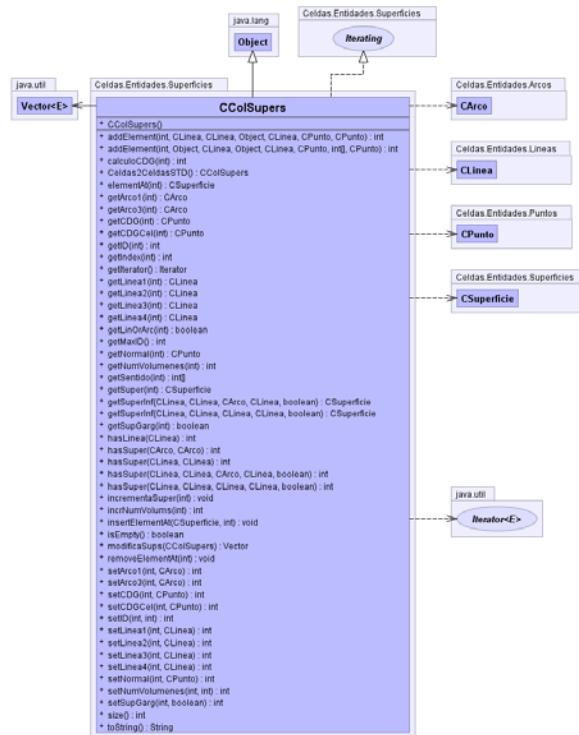 java.lang
Object
Celdas.Entidades.Superficies
Iterating
java.util
Vector<E>
Celdas.Entidades.Superficies
CColSupers
+ CColSupers()
+ addElement(int, CLinea, CLinea, Object, CLinea, CPunto, CPunto) : int
+ addElement(int, Object, CLinea, Object, CLinea, CPunto, int[], CPunto) : int
+ calculoCDG(int) : int
+ Celdas2CeldasSTD() : CColSupers
+ elementAt(int) : CSuperficie
+ getArco1(int) : CArco
+ getArco3(int) : CArco
+ getCDG(int) : CPunto
+ getCDGCel(int) : CPunto
+ getID(int) : int
+ getIndex(int) : int
+ getIterator() : Iterator
+ getLinea1(int) : CLinea
+ getLinea2(int) : CLinea
+ getLinea3(int) : CLinea
+ getLinea4(int) : CLinea
+ getLinOrArc(int) : boolean
+ getMaxID() : int
+ getNormal(int) : CPunto
+ getNumVolumenes(int) : int
+ getSentido(int) : int[]
+ getSuper(int) : CSuperficie
+ getSuperInf(CLinea, CLinea, CArco, CLinea, boolean) : CSuperficie
+ getSuperInf(CLinea, CLinea, CLinea, CLinea, boolean) : CSuperficie
+ getSupGarg(int) : boolean
+ hasLinea(CLinea) : int
+ hasSuper(CArco, CArco) : int
+ hasSuper(CLinea, CLinea) : int
+ hasSuper(CLinea, CLinea, CArco, CLinea, boolean) : int
+ hasSuper(CLinea, CLinea, CLinea, CLinea, boolean) : int
+ incrementaSuper(int) : void
+ incrNumVolums(int) : int
+ insertElementAt(CSuperficie, int) : void
+ isEmpty() : boolean
+ modificaSups(CColSupers) : Vector
+ removeElementAt(int) : void
+ setArco1(int, CArco) : int
+ setArco3(int, CArco) : int
+ setCDG(int, CPunto) : int
+ setCDGCel(int, CPunto) : int
+ setID(int, int) : int
+ setLinea1(int, CLinea) : int
+ setLinea2(int, CLinea) : int
+ setLinea3(int, CLinea) : int
+ setLinea4(int, CLinea) : int
+ setNormal(int, CPunto) : int
+ setNumVolumenes(int, int) : int
+ setSupGarg(int, boolean) : int
+ size() : int
+ toString() : String
Celdas.Entidades.Arcos
CArco
Celdas.Entidades.Lineas
CLinea
Celdas.Entidades.Puntos
CPunto
Celdas.Entidades.Superficies
CSuperficie
java.util
Iterator<E>